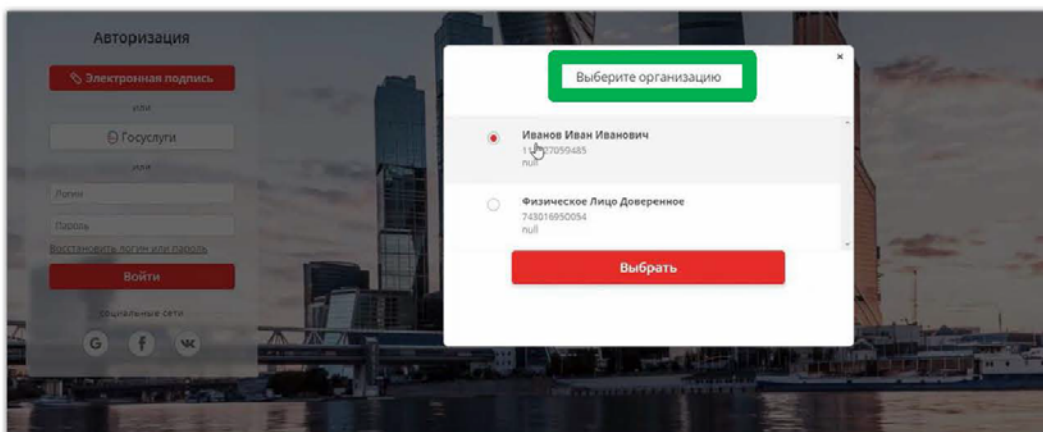 Авторизация
Электронная подпись
или
Госуслуги
или
Логин
Пароль
Восстановить логин или пароль
Войти
социальные сети
G f
×
Выберите организацию
Иванов Иван Иванович
null
Физическое Лицо Доверенное
743016950054
null
Выбрать